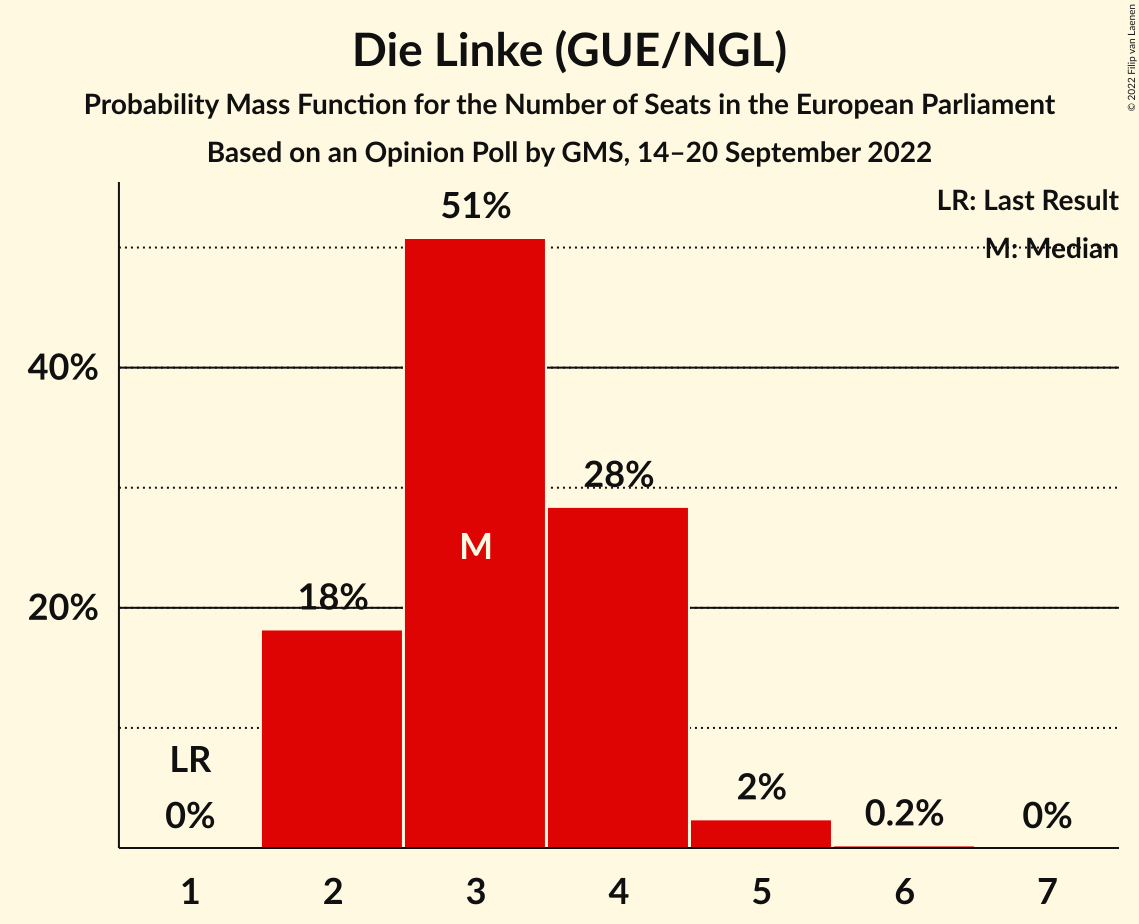 Die Linke (GUE/NGL)
Probability Mass Function for the Number of Seats in the European Parliament
Based on an Opinion Poll by GMS, 14–20 September 2022
© 2022 Filip van Laenen
LR: Last Result
M: Median
51%
40%
28%
M
18%
20%
LR
0%
2%
0.2%
0%
1 2 3 4 5 6 7